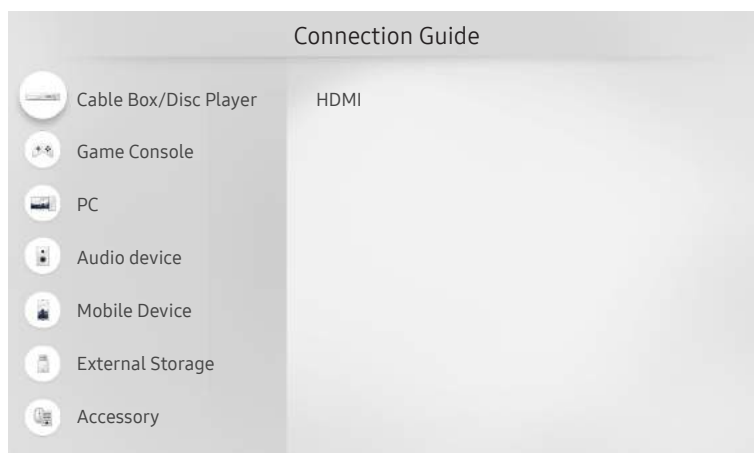 Connection Guide
Cable Box/Disc Player
HDMI
Game Console
PC
Audio device
Mobile Device
External Storage
Accessory